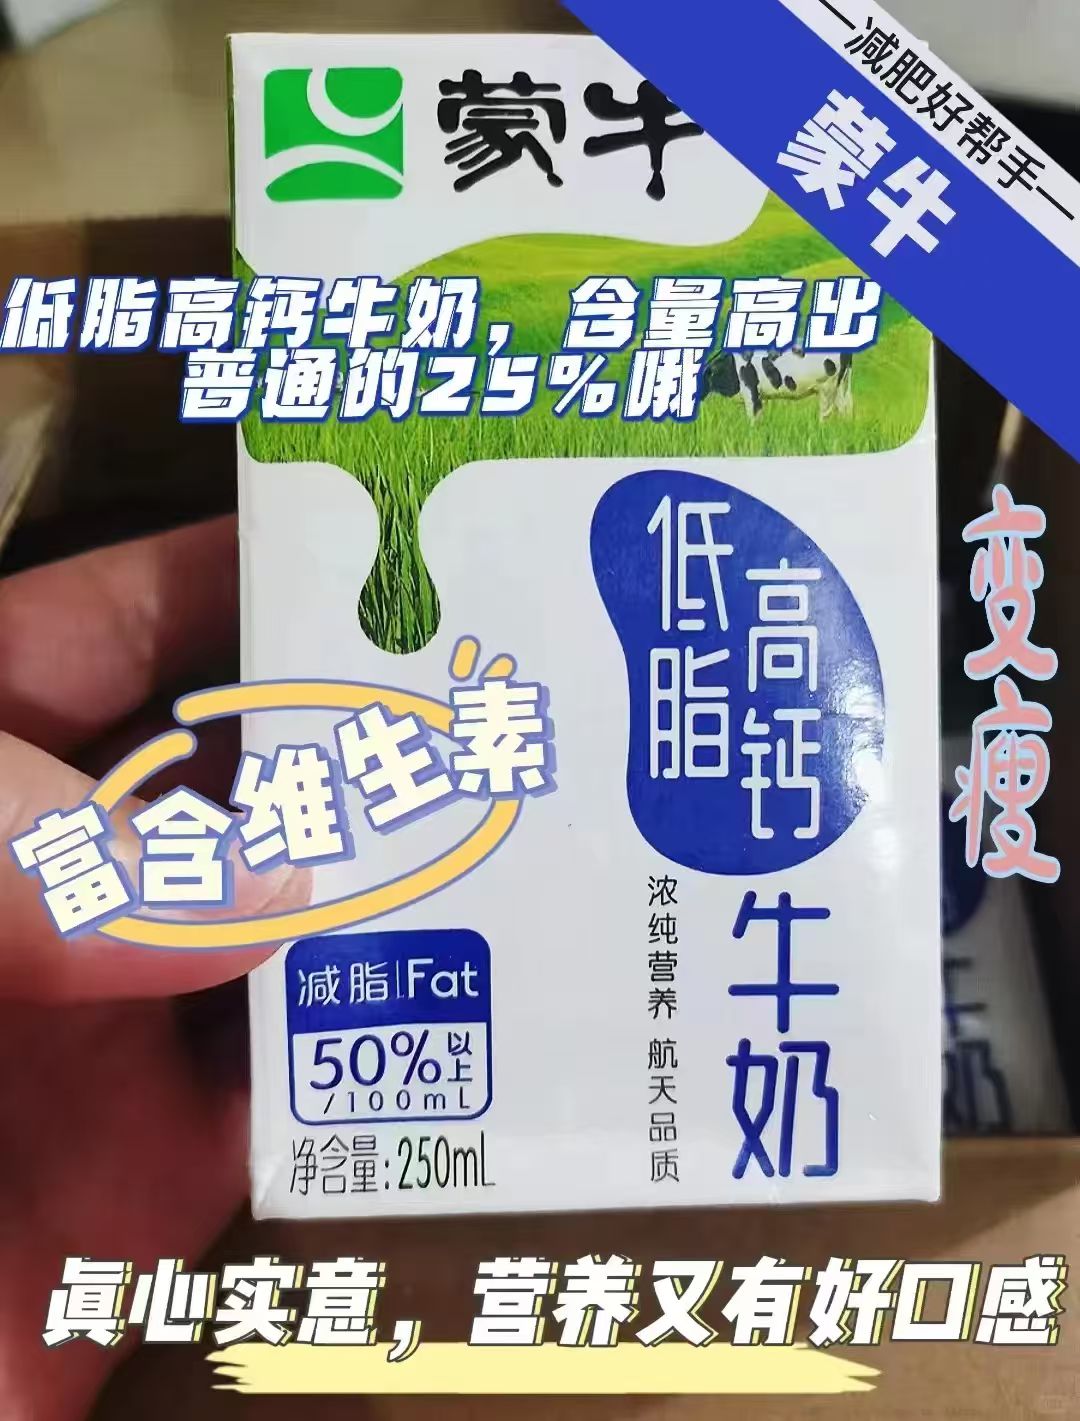 一减肥好帮手一
蒙牛
蒙牛
低脂高钙牛奶，含量高出
普通的25%哦
低脂
高钙
牛奶
变瘦
富含维生素
浓纯营养 航天品质
减脂|Fat
50%以上
/100mL
净含量:250mL
真心实意，营养又有好口感